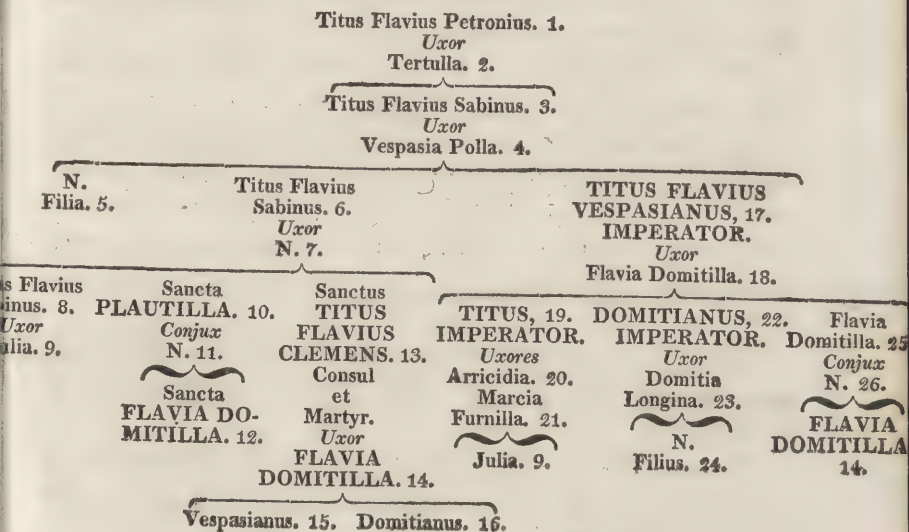 Titus Flavius Petronius. 1.
Uxor
Tertulla. 2.
Titus Flavius Sabinus. 3.
Uxor
Vespasia Polla. 4.
N.
Filia. 5.
Titus Flavius
Sabinus. 6.
Uxor
N. 7.
TITUS FLAVIUS
VESPASIANUS, 17.
IMPERATOR.
Uxor
Flavia Domitilla. 18.
Flavius
8.
Uxor
9.
Sancta
PLAUTILLA. 10.
Conjux
N. 11.
Sancta
FLAVIA DO-
MITILLA. 12.
Sanctus
TITUS
FLAVIUS
CLEMENS. 13.
Consul
et
Martyr.
Uxor
FLAVIA
DOMITILLA. 14.
Vespasianus. 15. Domitianus. 16.
TITUS, 19.
IMPERATOR.
Uxores
Arricidia. 20.
Marcia
Furnilla. 21.
Julia. 9.
DOMITIANUS, 22.
IMPERATOR.
Uxor
Domitia
Longina. 23.
N.
Filius. 24.
Flavia
Domitilla. 25
Conjux
N. 26.
FLAVIA
DOMITILLA
14.